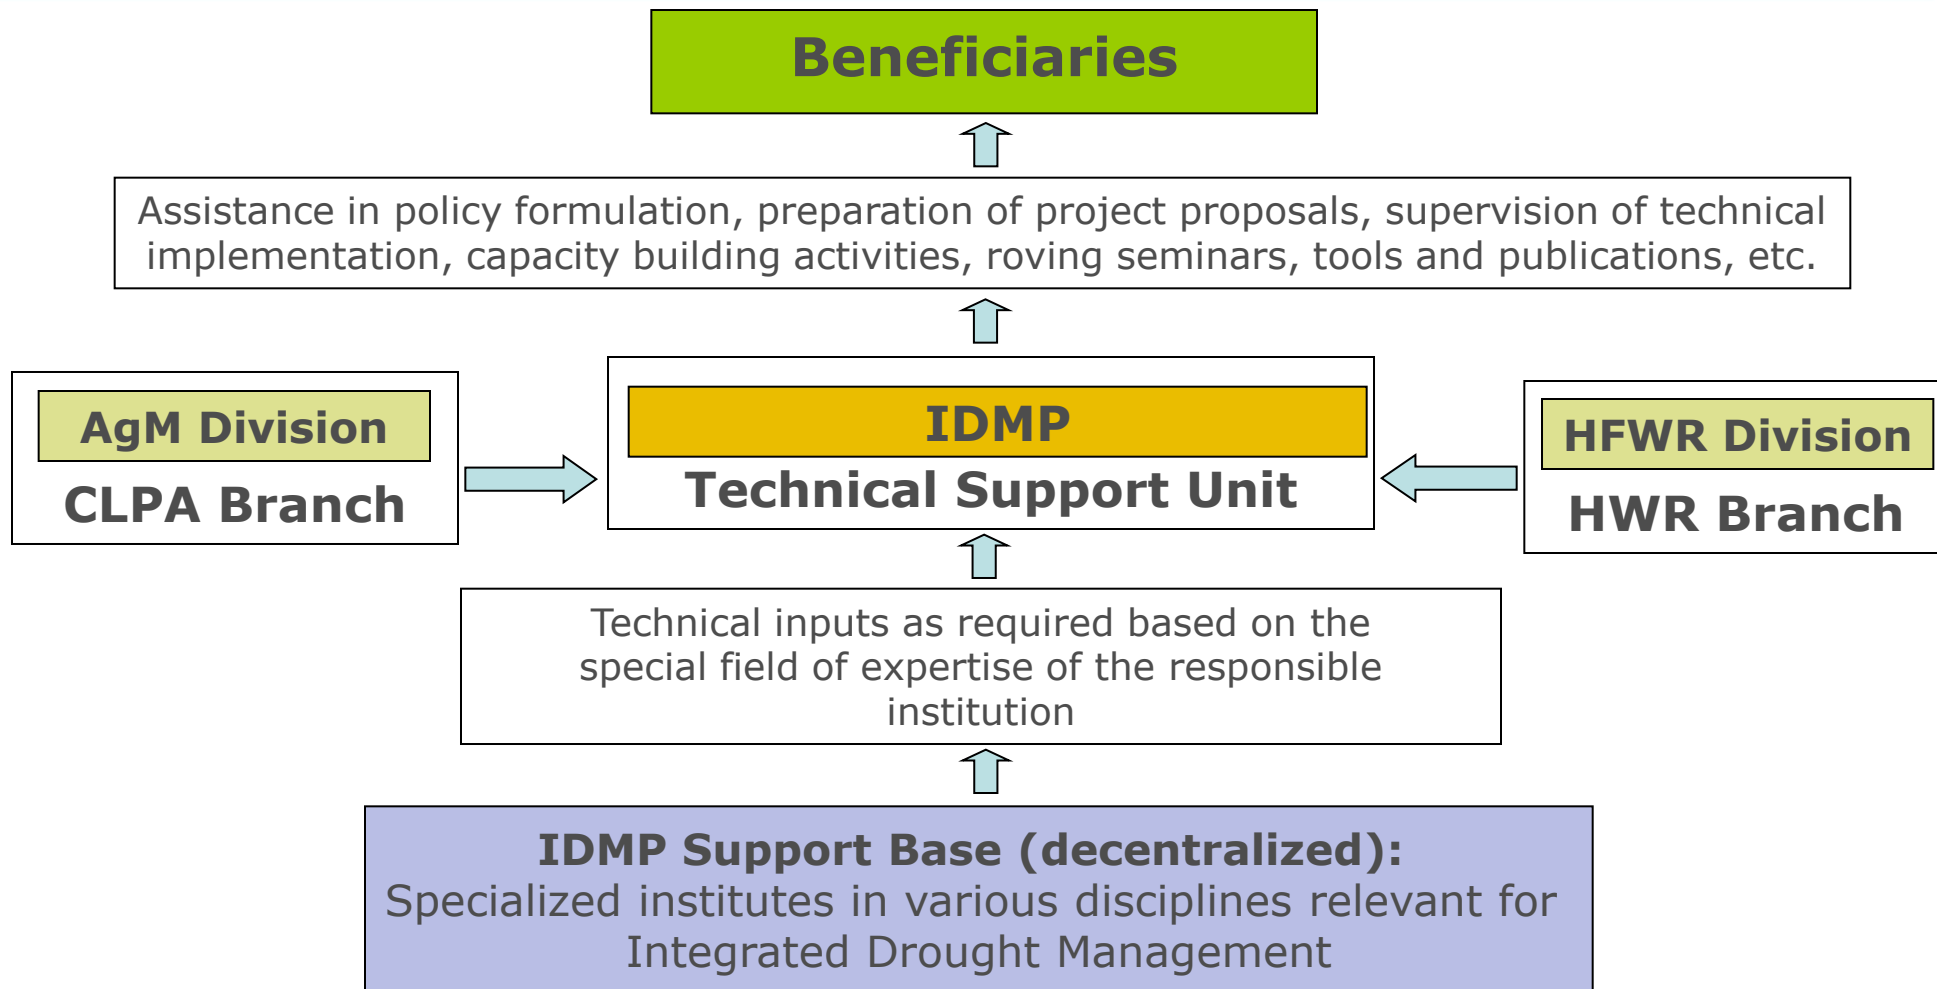 Beneficiaries
Assistance in policy formulation, preparation of project proposals, supervision of technical
implementation, capacity building activities, roving seminars, tools and publications, etc.
AgM Division
CLPA Branch
IDMP
Technical Support Unit
HFWR Division
HWR Branch
Technical inputs as required based on the
special field of expertise of the responsible
institution
IDMP Support Base (decentralized):
Specialized institutes in various disciplines relevant for
Integrated Drought Management